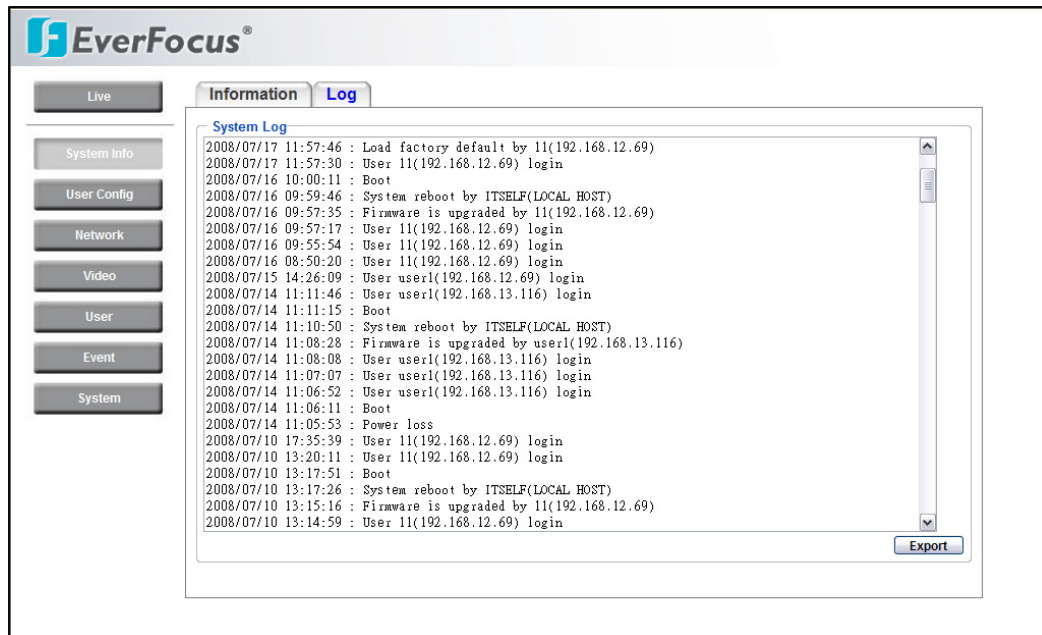 EverFocus®
Live
System Info
User Config
Network
Video
User
Event
System
Information
Log
System Log
2008/07/17 11:57:46 : Load factory default by 11(192.168.12.69)
2008/07/17 11:57:30 : User 11(192.168.12.69) login
2008/07/16 10:00:11 : Boot
2008/07/16 09:59:46 : System reboot by ITSELF(LOCAL HOST)
2008/07/16 09:57:35 : Firmware is upgraded by 11(192.168.12.69)
2008/07/16 09:57:17 : User 11(192.168.12.69) login
2008/07/16 09:55:54 : User 11(192.168.12.69) login
2008/07/16 08:50:20 : User 11(192.168.12.69) login
2008/07/15 14:26:09 : User user1(192.168.12.69) login
2008/07/14 11:11:46 : User user1(192.168.13.116) login
2008/07/14 11:11:15 : Boot
2008/07/14 11:10:50 : System reboot by ITSELF(LOCAL HOST)
2008/07/14 11:08:28 : Firmware is upgraded by user1(192.168.13.116)
2008/07/14 11:08:08 : User user1(192.168.13.116) login
2008/07/14 11:07:07 : User user1(192.168.13.116) login
2008/07/14 11:06:52 : User user1(192.168.13.116) login
2008/07/14 11:06:11 : Boot
2008/07/14 11:05:53 : Power loss
2008/07/10 17:35:39 : User 11(192.168.12.69) login
2008/07/10 13:20:11 : User 11(192.168.12.69) login
2008/07/10 13:17:51 : Boot
2008/07/10 13:17:26 : System reboot by ITSELF(LOCAL HOST)
2008/07/10 13:15:16 : Firmware is upgraded by 11(192.168.12.69)
2008/07/10 13:14:59 : User 11(192.168.12.69) login
Export